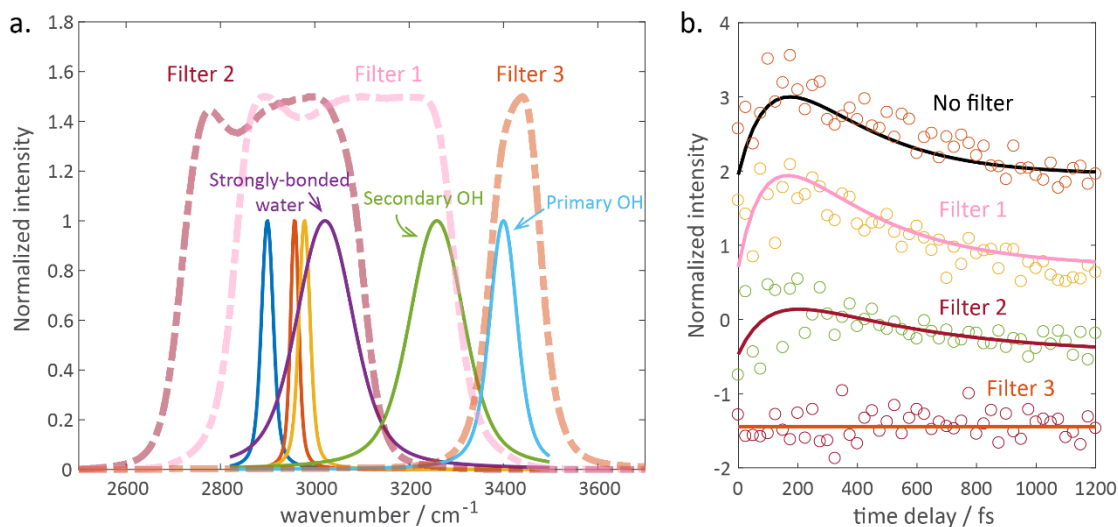 a.
1.8
1.6
1.4
1.2
1
0.8
0.6
0.4
0.2
0
Normalized intensity
Filter 2
Filter 1
Filter 3
Strongly-bonded
water
Secondary OH
Primary OH
2600
2800
3000
3200
3400
3600
wavenumber / cm⁻¹
b.
4
3
2
1
0
-1
-2
Normalized intensity
No filter
Filter 1
Filter 2
Filter 3
0
200
400
600
800
1000
1200
time delay / fs